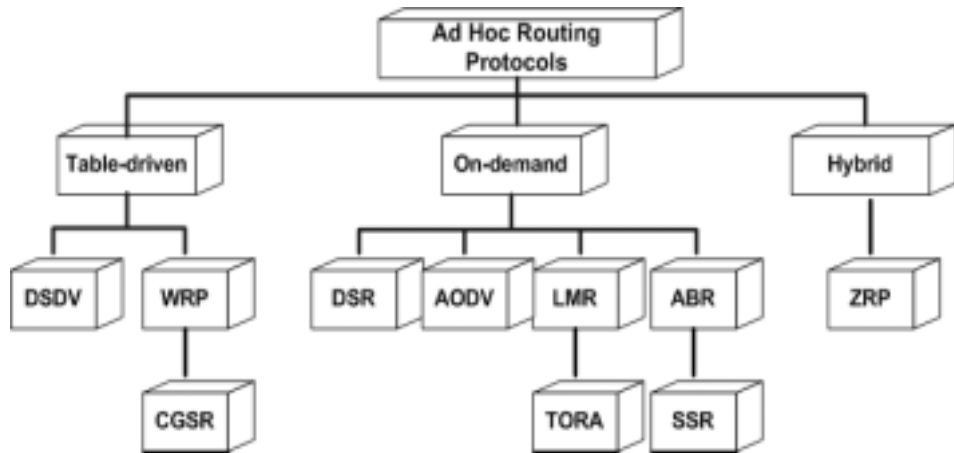 Ad Hoc Routing
Protocols
Table-driven
On-demand
Hybrid
DSDV
WRP
DSR
AODV
LMR
ABR
ZRP
CGSR
TORA
SSR